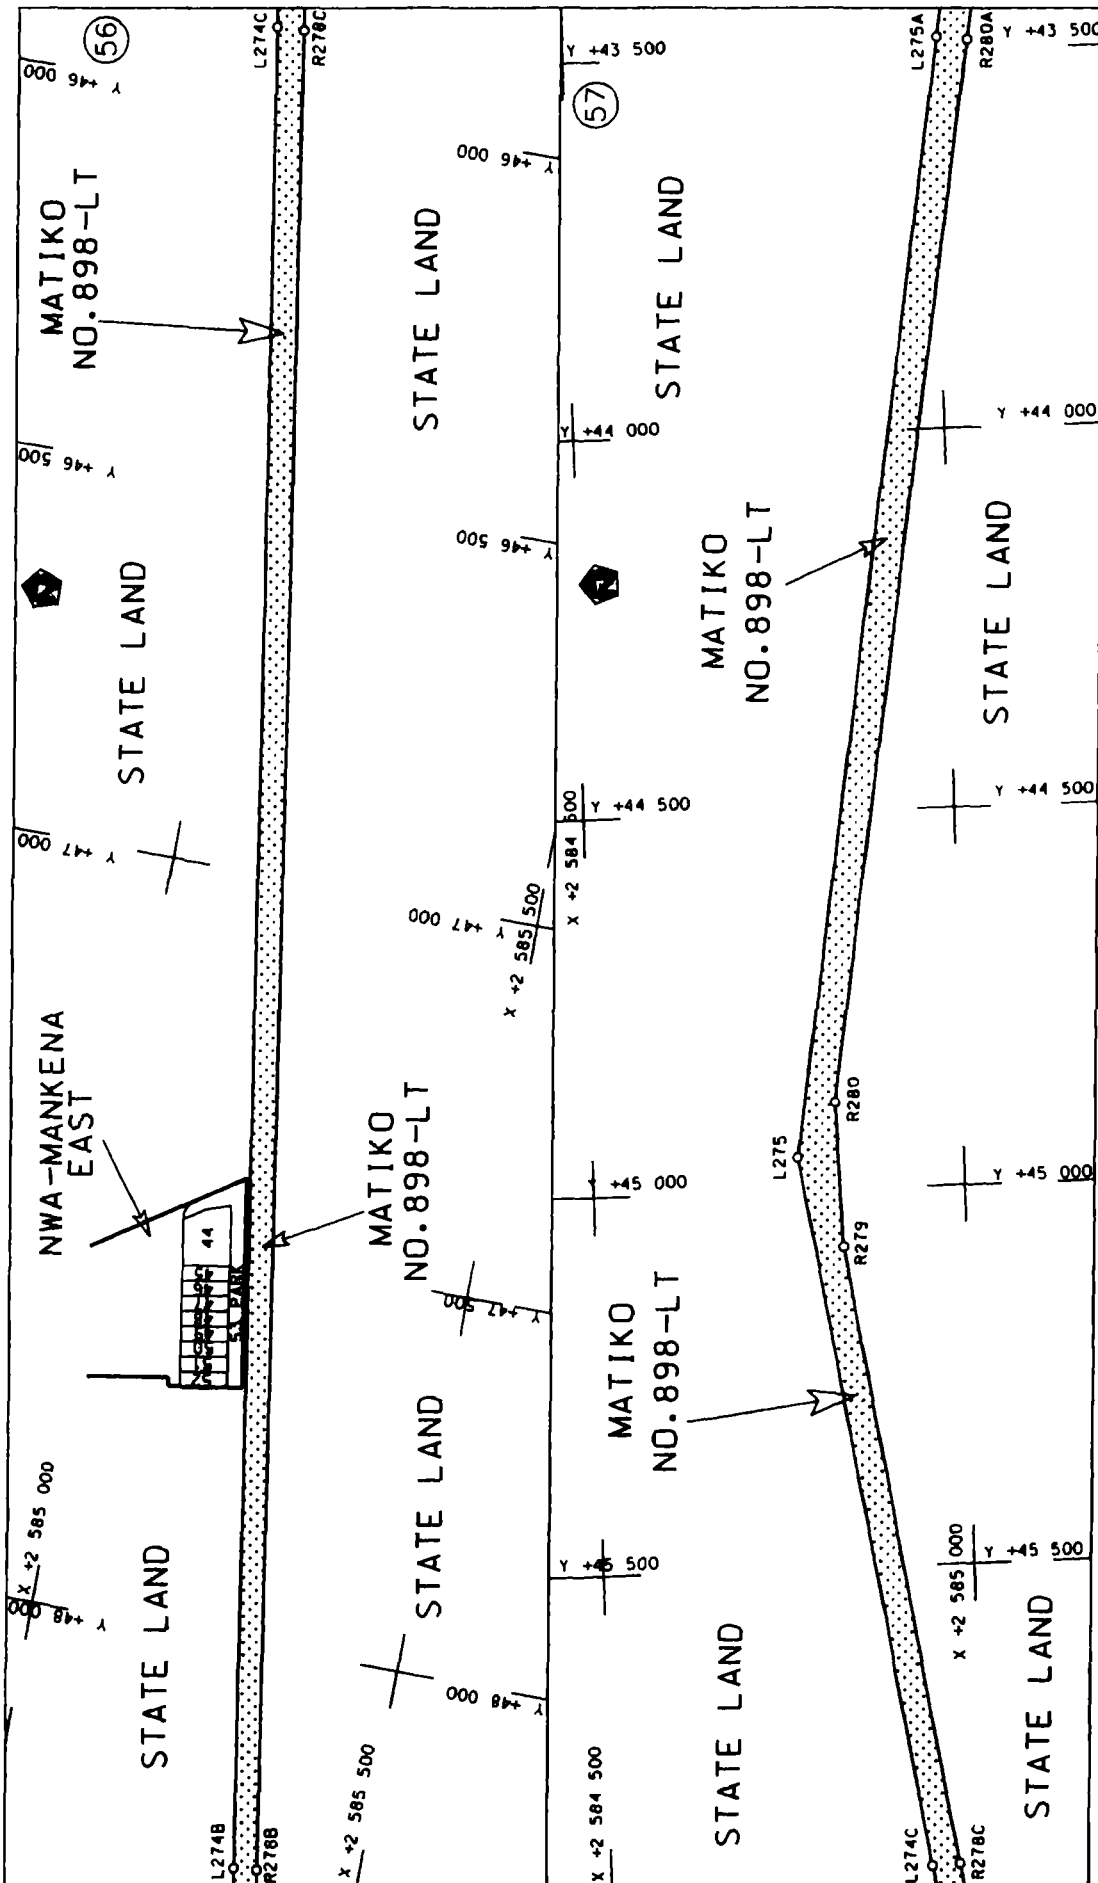 56
L274C
R278C
Y +46 000
MATIKO
NO.898-LT
STATE LAND
Y +46 000
Y +46 500
Y +46 500
STATE LAND
Y +47 000
Y +47 000
X +2 585 500
NWA-MANKENA
EAST
44
53 PARK
MATIKO
NO.898-LT
Y +47 500
X +2 585 000
Y +48 000
STATE LAND
STATE LAND
Y +48 000
X +2 585 500
L274B
R278B
57
Y +43 500
L275A
R280A
Y +43 500
STATE LAND
Y +44 000
Y +44 000
MATIKO
NO.898-LT
STATE LAND
Y +44 500
X +2 584 500
Y +44 500
L275
R280
R279
Y +45 000
Y +45 000
MATIKO
NO.898-LT
Y +45 500
X +2 585 000
Y +45 500
STATE LAND
STATE LAND
X +2 584 500
L274C
R278C